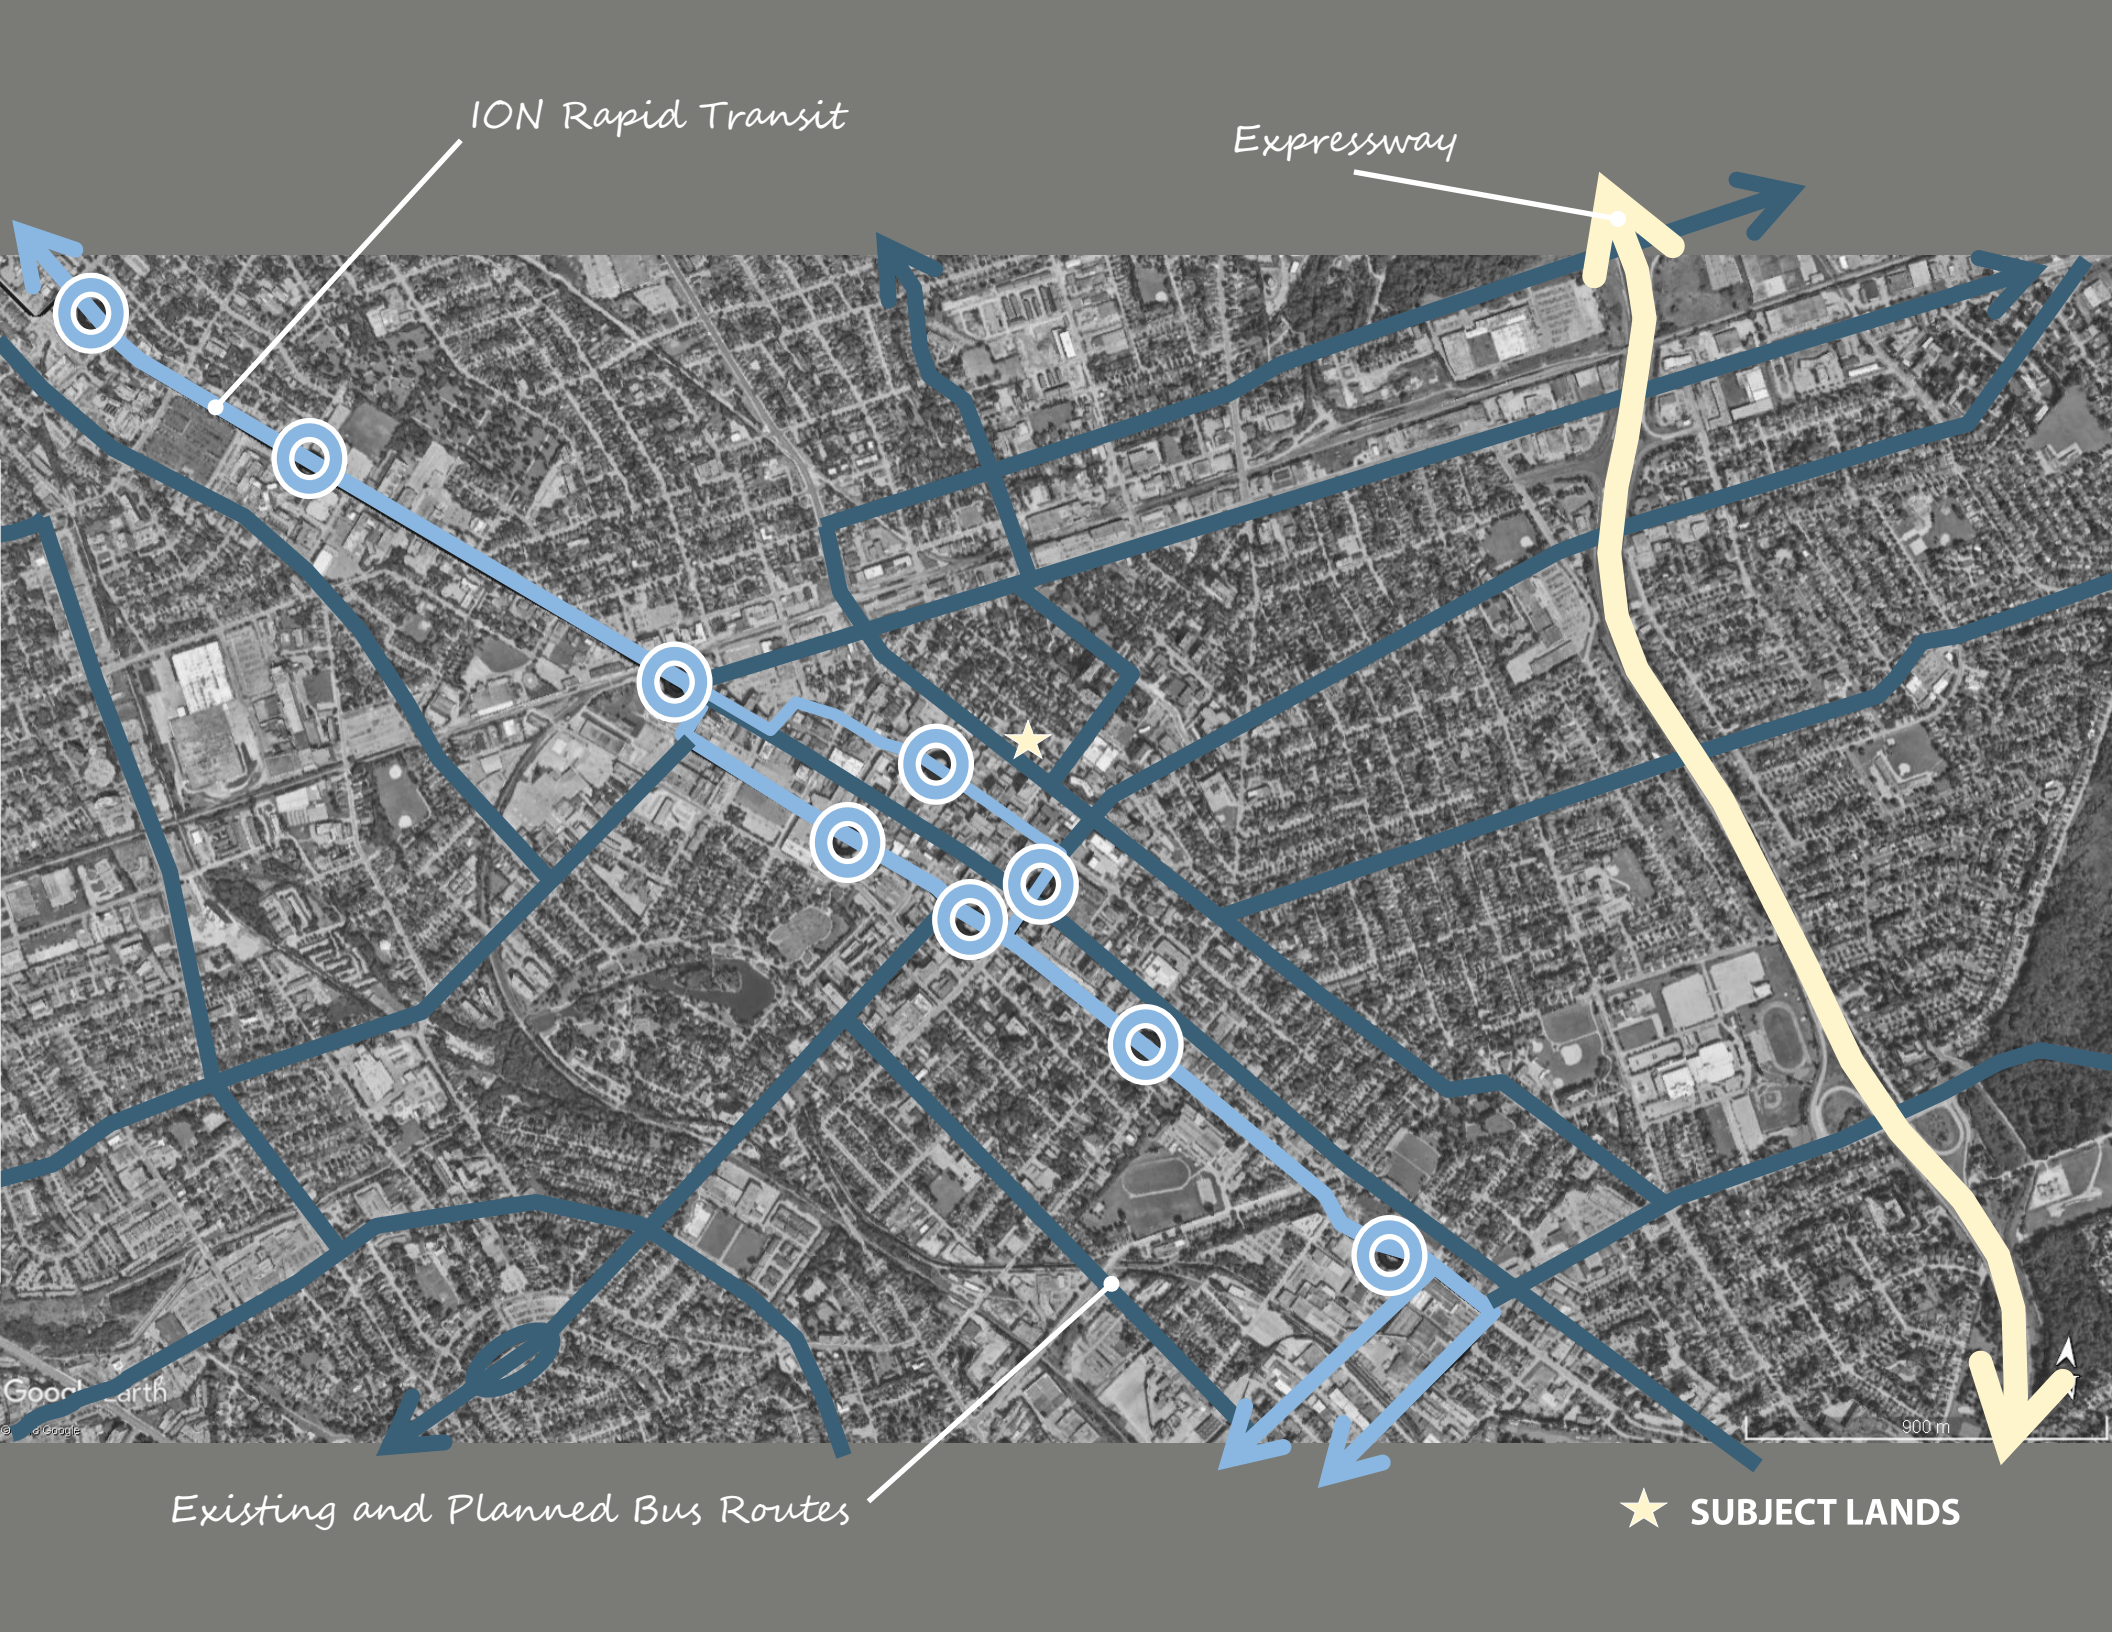 ION Rapid Transit
Expressway
900 m
Existing and Planned Bus Routes
SUBJECT LANDS